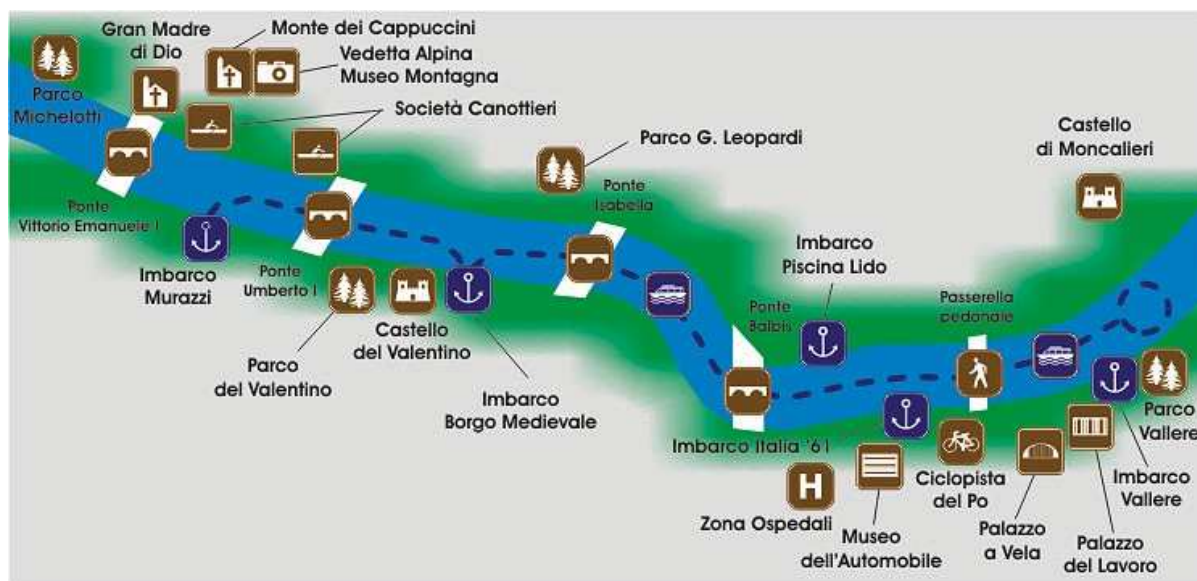 Gran Madre
di Dio
Monte dei Cappuccini
Vedetta Alpina
Museo Montagna
Parco
Michelotti
Società Canottieri
Parco G. Leopardi
Castello
di Moncalieri
Ponte
Vittorio Emanuele I
Imbarco
Murazzi
Ponte
Umberto I
Ponte
Isabella
Imbarco
Piscina Lido
Ponte
Balbis
Passerella
pedonale
Parco
del Valentino
Castello
del Valentino
Imbarco
Borgo Medievale
Imbarco Italia '61
H
Zona Ospedali
Museo
dell'Automobile
Ciclopista
del Po
Palazzo
a Vela
Palazzo
del Lavoro
Imbarco
Vallere
Parco
Vallere